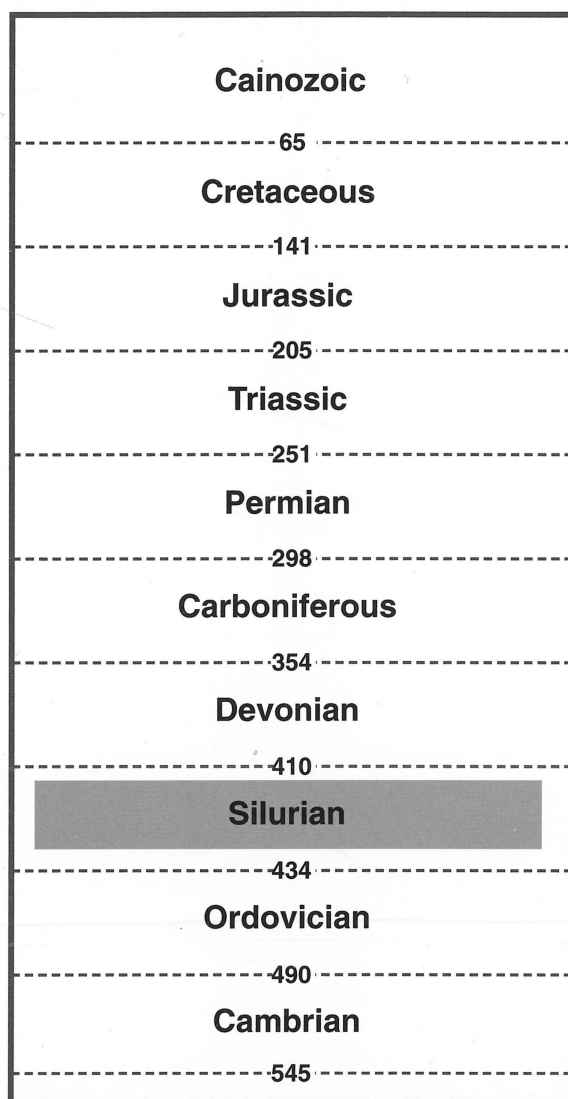 Cainozoic
65
Cretaceous
141
Jurassic
205
Triassic
251
Permian
298
Carboniferous
354
Devonian
410
Silurian
434
Ordovician
490
Cambrian
545